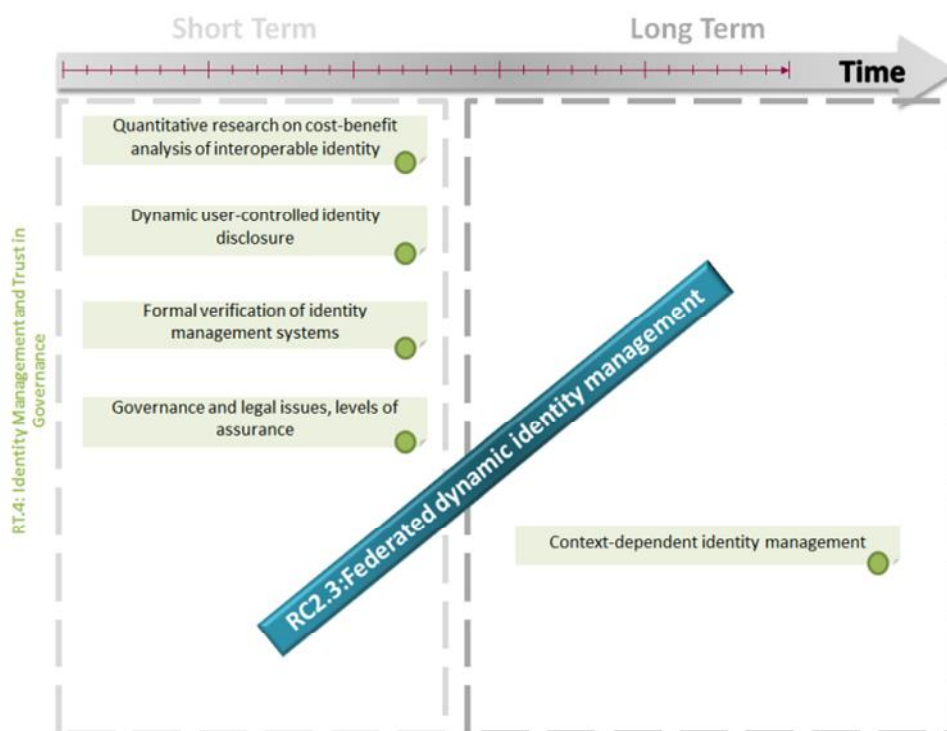 Short Term
Long Term
Time
Quantitative research on cost-benefit
analysis of interoperable identity
Dynamic user-controlled identity
disclosure
Formal verification of identity
management systems
Governance and legal issues, levels of
assurance
RT.4: Identity Management and Trust in
Governance
RC2.3:Federated dynamic identity management
Context-dependent identity management